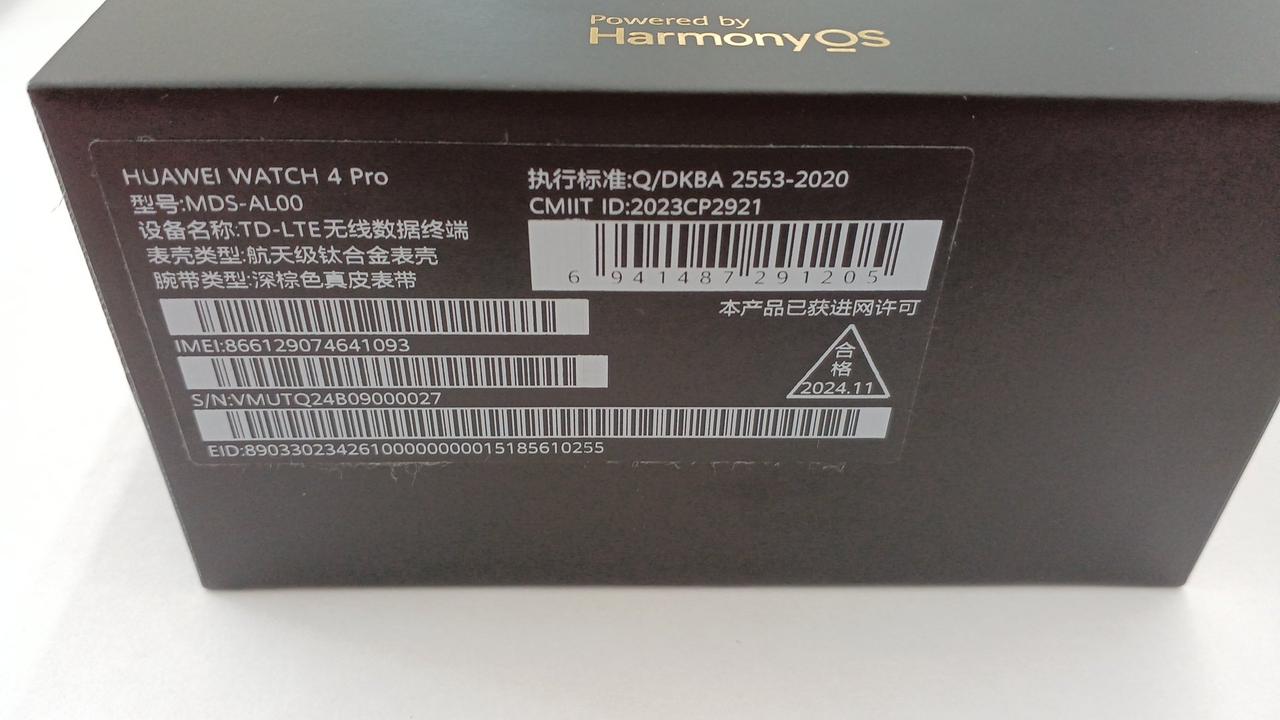 Powered by
HarmonyOS
HUAWEI WATCH 4 Pro
型号:MDS-AL00
设备名称:TD-LTE无线数据终端
表壳类型:航天级钛合金表壳
腕带类型:深棕色真皮表带
IMEI:866129074641093
S/N:VMUTQ24B09000027
EID:89033023426100000000015185610255
执行标准:Q/DKBA 2553-2020
CMIIT ID:2023CP2921
6 941487 291205
本产品已获进网许可
合
格
2024.11